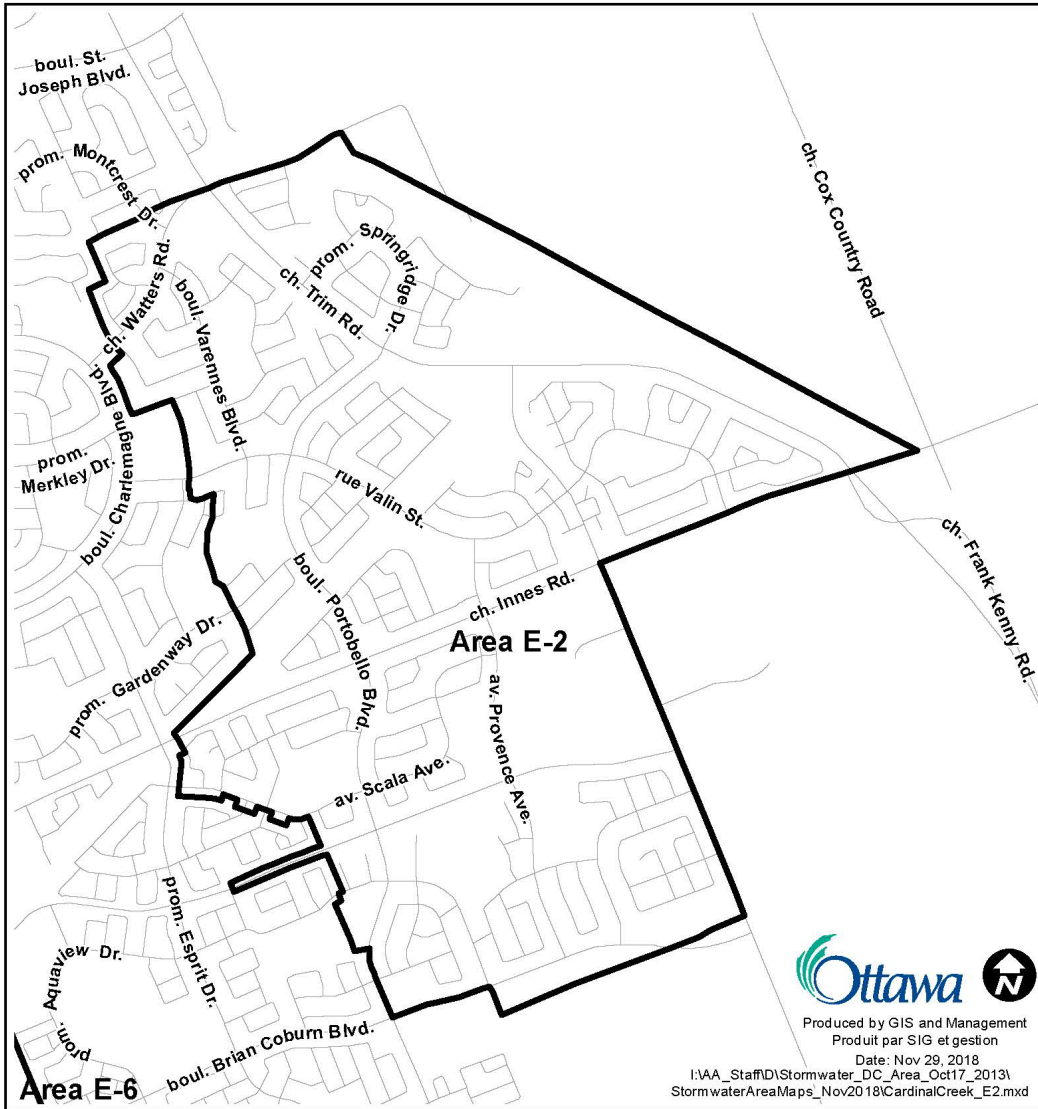 boul. St.
Joseph Blvd.
prom. Montcrest Dr.
ch. Cox Country Road
prom. Springridge Dr.
ch. Watters Rd.
boul. Varennes Blvd.
ch. Trim Rd.
boul. Charlemagne Blvd.
prom.
Merkley Dr.
rue Valin St.
ch. Frank Kenny Rd.
boul. Portobello Blvd.
ch. Innes Rd.
Area E-2
prom. Gardenway Dr.
av. Provence Ave.
av. Scala Ave.
prom. Esprit Dr.
prom. Aquaview Dr.
boul. Brian Coburn Blvd.
Area E-6
Ottawa
N
Produced by GIS and Management
Produit par SIG et gestion
Date: Nov 29, 2018
I:\AA_Staff\D\Stormwater_DC_Area_Oct17_2013\
StormwaterAreaMaps_Nov2018\CardinalCreek_E2.mxd